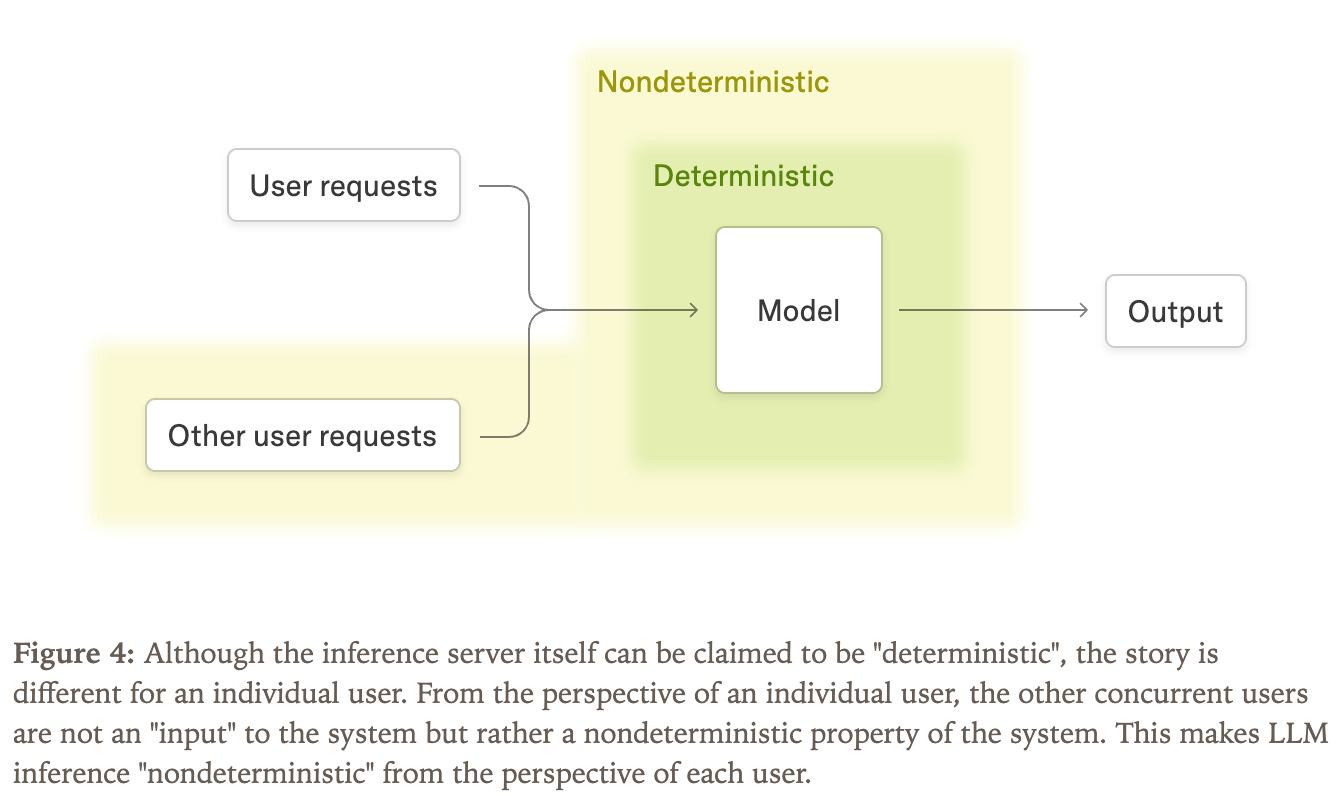 Nondeterministic
Deterministic
User requests
Model
Output
Other user requests
Figure 4: Although the inference server itself can be claimed to be "deterministic", the story is
different for an individual user. From the perspective of an individual user, the other concurrent users
are not an "input" to the system but rather a nondeterministic property of the system. This makes LLM
inference "nondeterministic" from the perspective of each user.